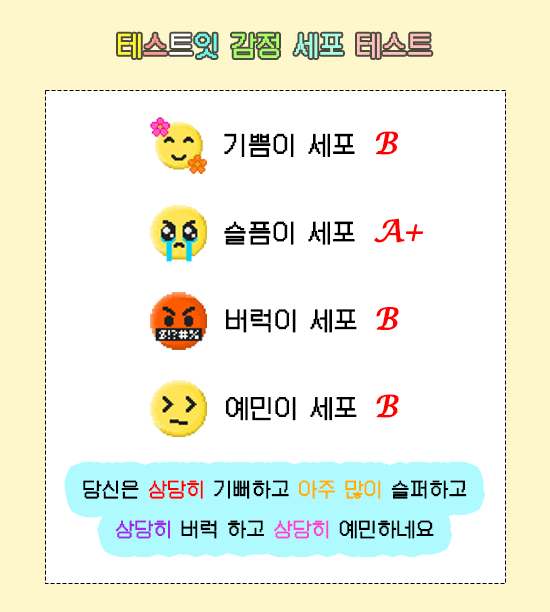 테스트잇 감정 세포 테스트
기쁨이 세포 B
슬픔이 세포 A+
버럭이 세포 B
$!?#%
예민이 세포 B
당신은 상당히 기뻐하고 아주 많이 슬퍼하고
상당히 버럭 하고 상당히 예민하네요